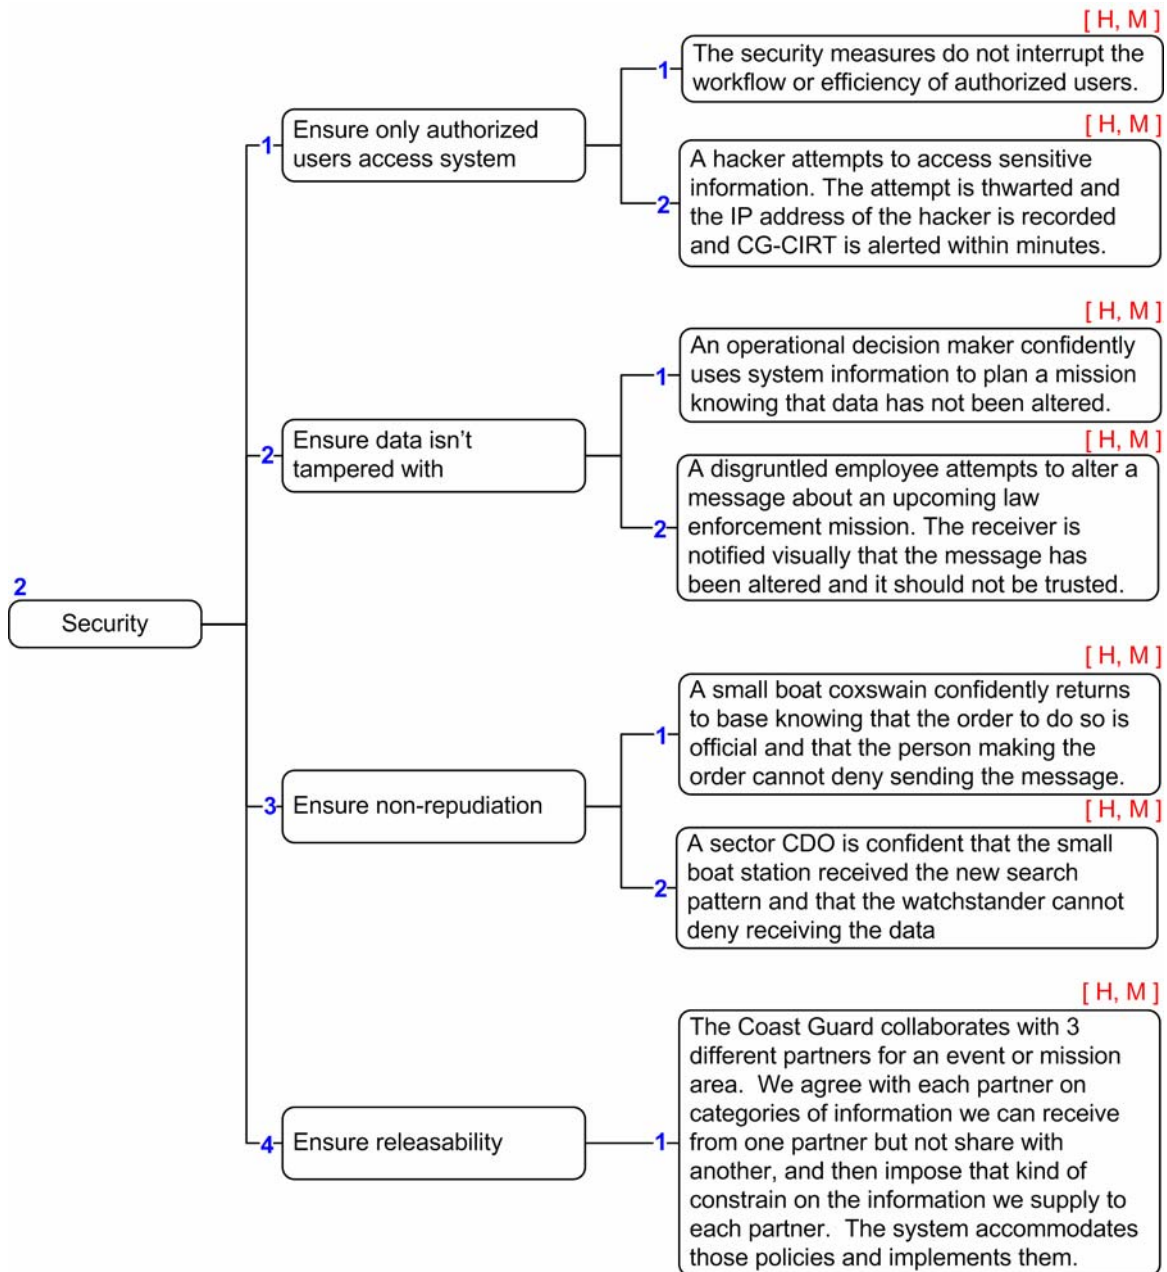 [ H, M ]
1
The security measures do not interrupt the
workflow or efficiency of authorized users.
1
Ensure only authorized
users access system
[ H, M ]
2
A hacker attempts to access sensitive
information. The attempt is thwarted and
the IP address of the hacker is recorded
and CG-CIRT is alerted within minutes.
[ H, M ]
1
An operational decision maker confidently
uses system information to plan a mission
knowing that data has not been altered.
2
Ensure data isn't
tampered with
[ H, M ]
2
A disgruntled employee attempts to alter a
message about an upcoming law
enforcement mission. The receiver is
notified visually that the message has
been altered and it should not be trusted.
2
Security
[ H, M ]
1
A small boat coxswain confidently returns
to base knowing that the order to do so is
official and that the person making the
order cannot deny sending the message.
3
Ensure non-repudiation
[ H, M ]
2
A sector CDO is confident that the small
boat station received the new search
pattern and that the watchstander cannot
deny receiving the data
4
Ensure releasability
[ H, M ]
1
The Coast Guard collaborates with 3
different partners for an event or mission
area. We agree with each partner on
categories of information we can receive
from one partner but not share with
another, and then impose that kind of
constrain on the information we supply to
each partner. The system accommodates
those policies and implements them.